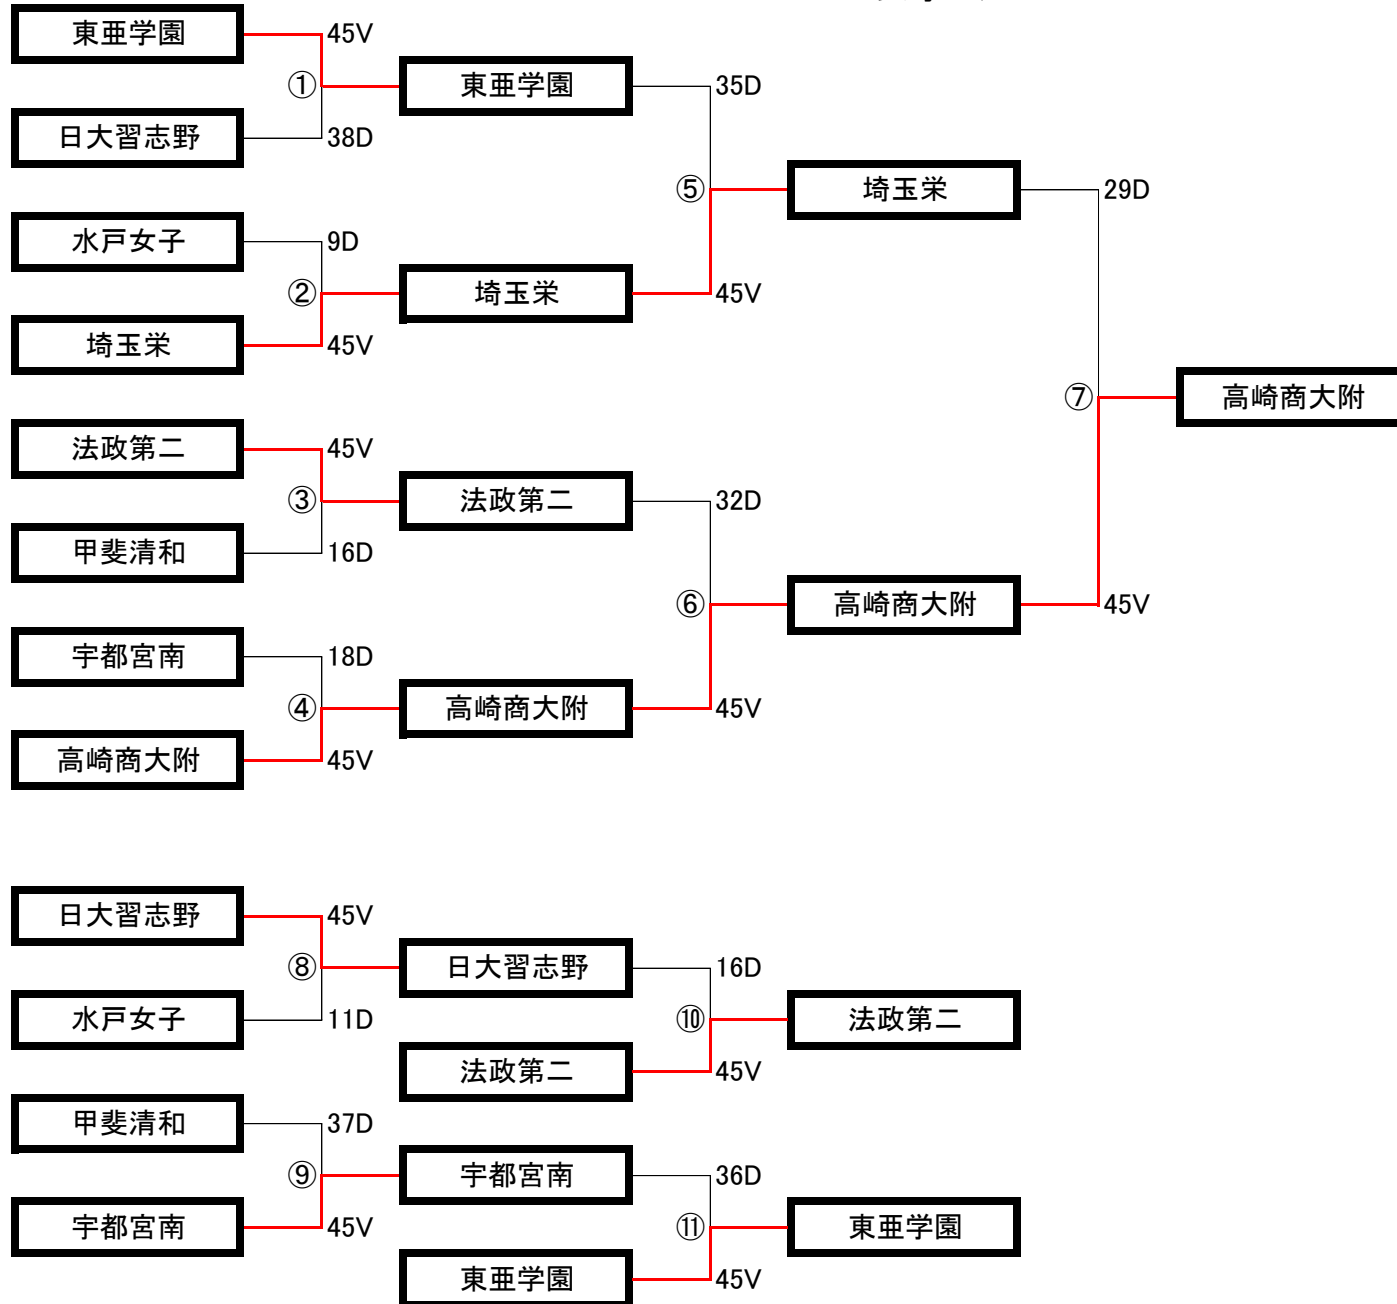 東亜学園
45V
①
東亜学園
35D
日大習志野
38D
⑤
埼玉栄
29D
水戸女子
9D
②
埼玉栄
45V
埼玉栄
45V
⑦
高崎商大附
法政第二
45V
③
法政第二
32D
甲斐清和
16D
⑥
高崎商大附
45V
宇都宮南
18D
④
高崎商大附
45V
高崎商大附
45V
日大習志野
45V
⑧
日大習志野
16D
水戸女子
11D
⑩
法政第二
法政第二
45V
甲斐清和
37D
⑨
宇都宮南
36D
宇都宮南
45V
⑪
東亜学園
東亜学園
45V